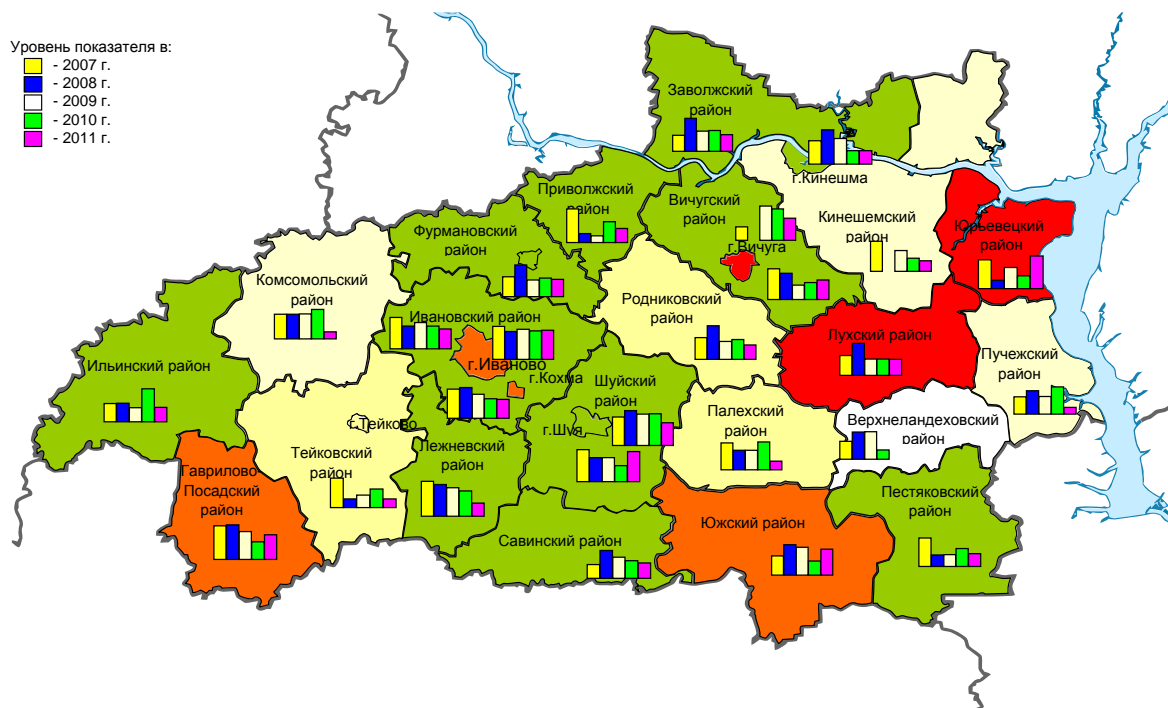 Уровень показателя в:
- 2007 г.
- 2008 г.
- 2009 г.
- 2010 г.
- 2011 г.
Заволжский
район
г.Кинешма
Приволжский
район
Вичугский
район
Кинешемский
район
Юрьевецкий
район
Фурмановский
район
г.Вичуга
Комсомольский
район
Родниковский
район
Ивановский район
Лухский район
Пучежский
район
Ильинский район
г.Иваново
г.Кохма
Шуйский
район
Палехский
район
Верхнеландеховский
район
г.Тейково
г.Шуя
Тейковский
район
Лежневский
район
Гаврилово-
Посадский
район
Пестяковский
район
Южский район
Савинский район